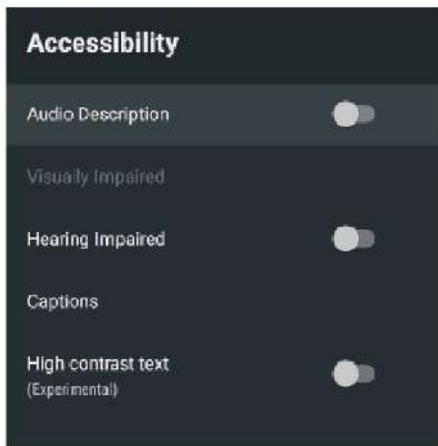 Accessibility
Audio Description
Visually Impaired
Hearing Impaired
Captions
High contrast text
(Experimental)